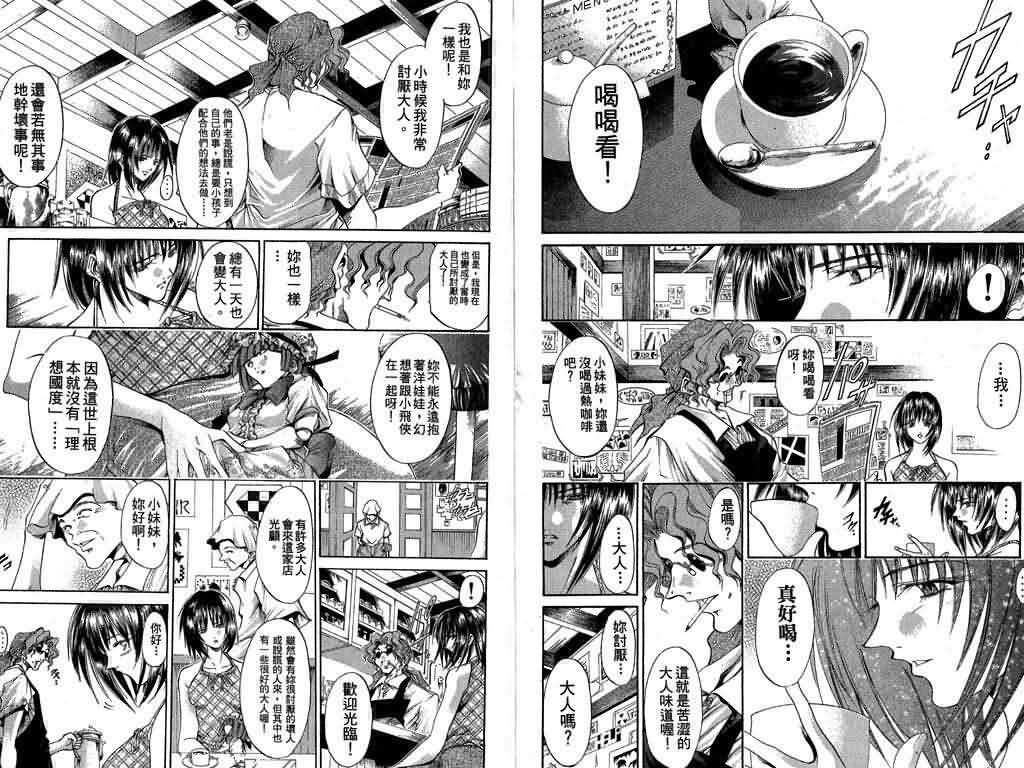 MENU
ガチャ…
喝喝看！
！
…我…
妳喝喝看
呀！
小妹妹，妳還
沒喝過熱咖啡
吧？
真好喝…
是嗎？
…大人…
這就是苦澀的
大人味道喔！
妳討厭…
大人嗎？
我也是和妳
一樣呢！
小時候我非常
討厭大人。
他們老是說謊，只想到
自己的事，總是要小孩子
配合他們的想法去做……
還會若無其事
地幹壞事呢！
但是，我現在
也變成了當時
自己所討厭的
大人了！
妳也一樣
…
總有一天也
會變大人。
妳不能永遠抱
著洋娃娃，幻
想著跟小飛俠
在一起呀！
因為這世上根
本就沒有「理
想國度」……
有許多大人
會來這家店
光顧。
小妹妹，
妳好啊！
！
歡迎光臨！
雖然會有妳很討厭的壞人
或說謊的人來，但其中也
有一些很好的大人喔！
你好…